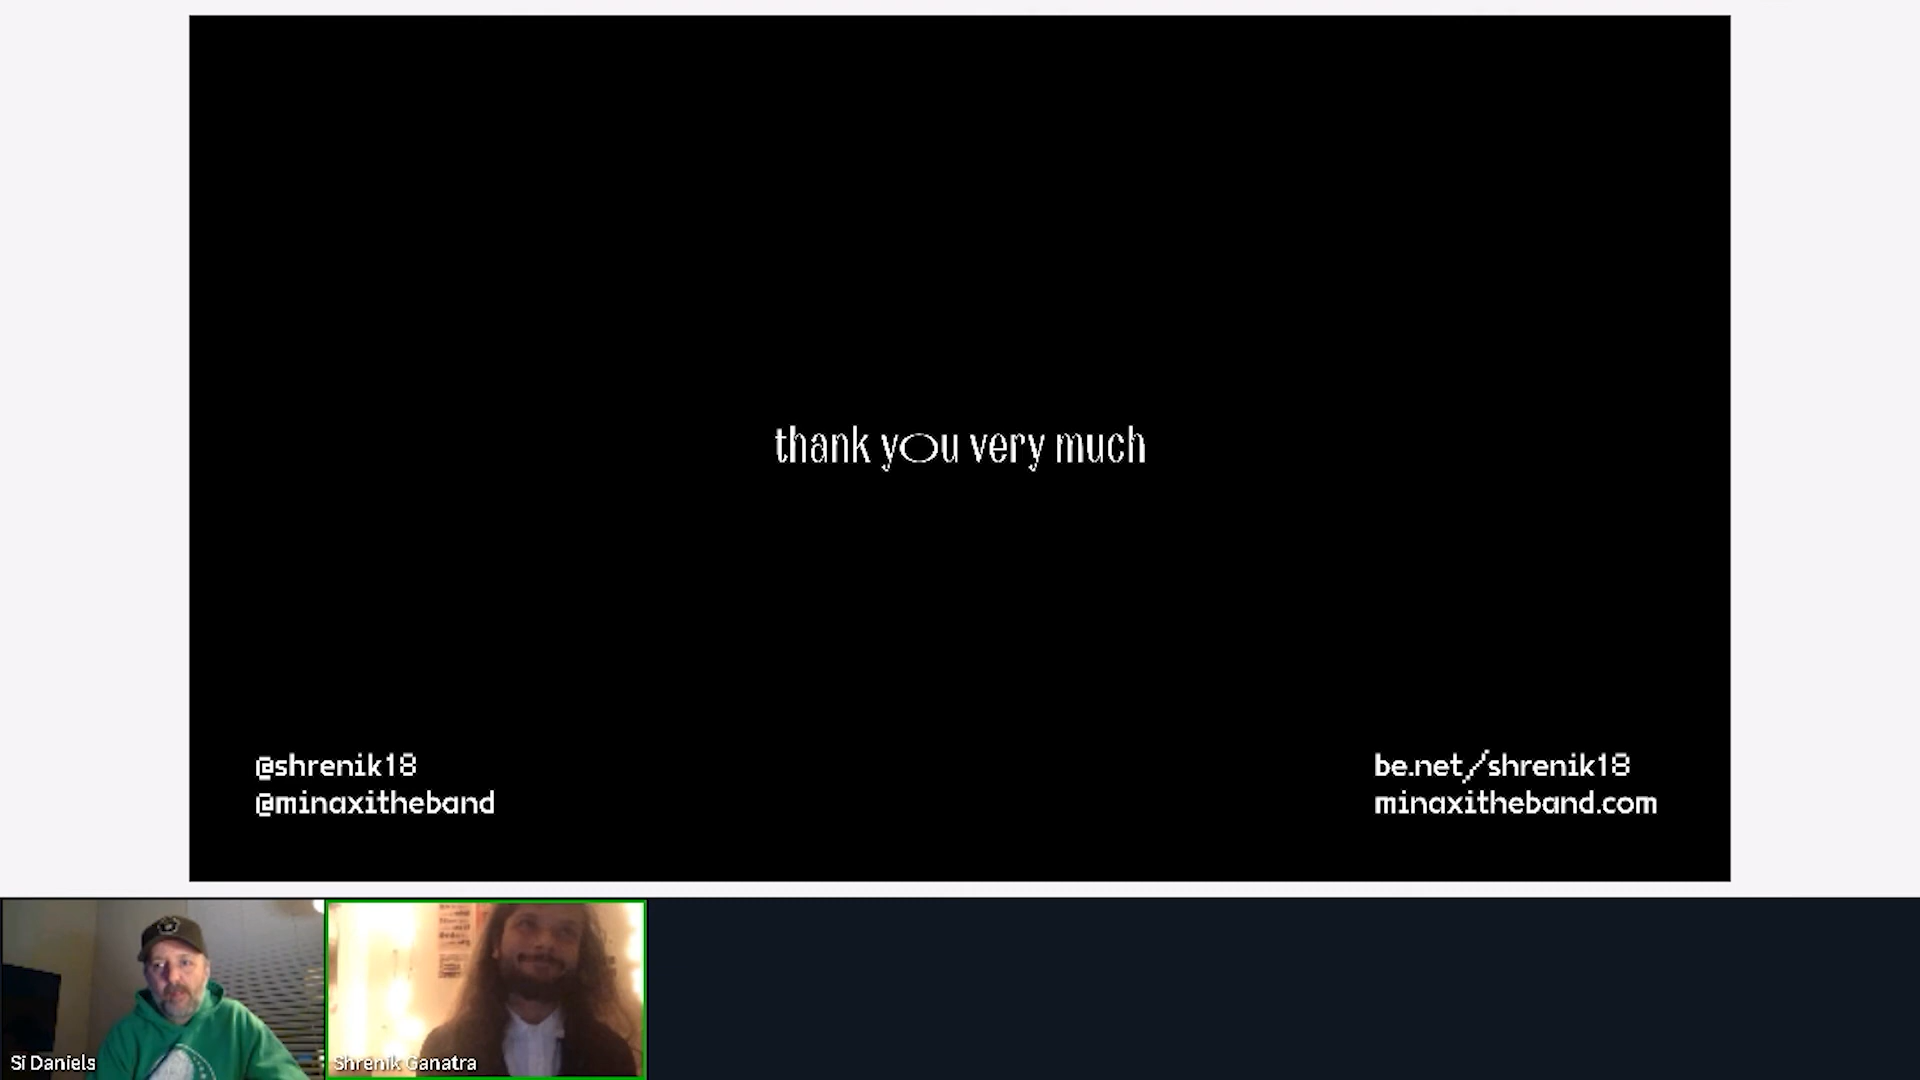 thank you very much
@shrenik18
@minaxitheband
be.net/shrenik18
minaxitheband.com
Si Daniels
Shrenik Ganatra